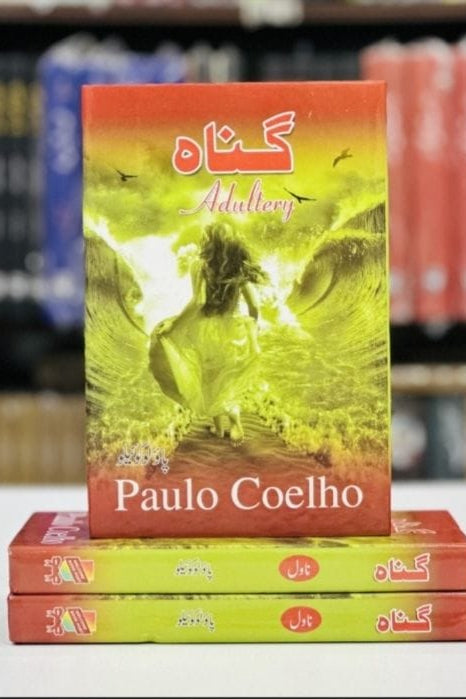 گناہ
Adultery
پاؤلو کوئیلو
Paulo Coelho
گناہ
ناول
پاؤلو کوئیلو
گناہ
ناول
پاؤلو کوئیلو